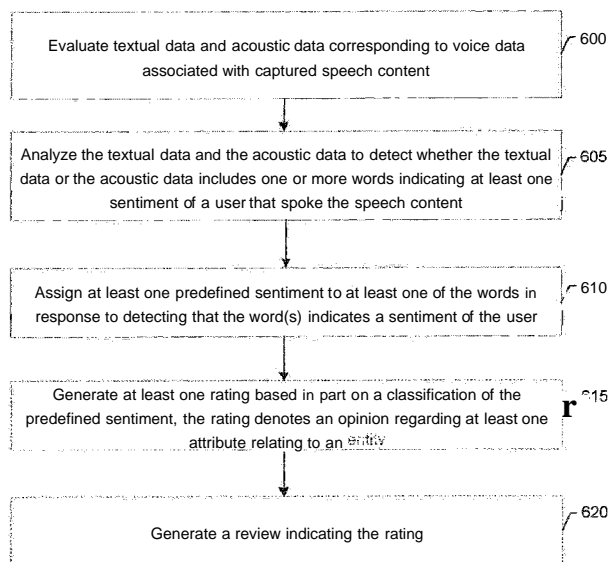 Evaluate textual data and acoustic data corresponding to voice data
associated with captured speech content
600
Analyze the textual data and the acoustic data to detect whether the textual
data or the acoustic data includes one or more words indicating at least one
sentiment of a user that spoke the speech content
605
Assign at least one predefined sentiment to at least one of the words in
response to detecting that the word(s) indicates a sentiment of the user
610
Generate at least one rating based in part on a classification of the
predefined sentiment, the rating denotes an opinion regarding at least one
attribute relating to an entity
r 615
Generate a review indicating the rating
620